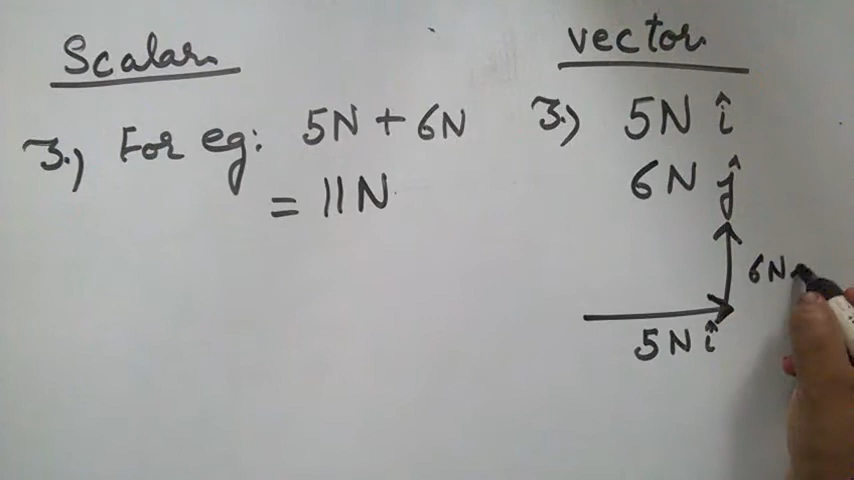 Scalar
3.) For eg: 5N + 6N
= 11N
vector
3.) 5N î
6N ĵ
6N
5N î